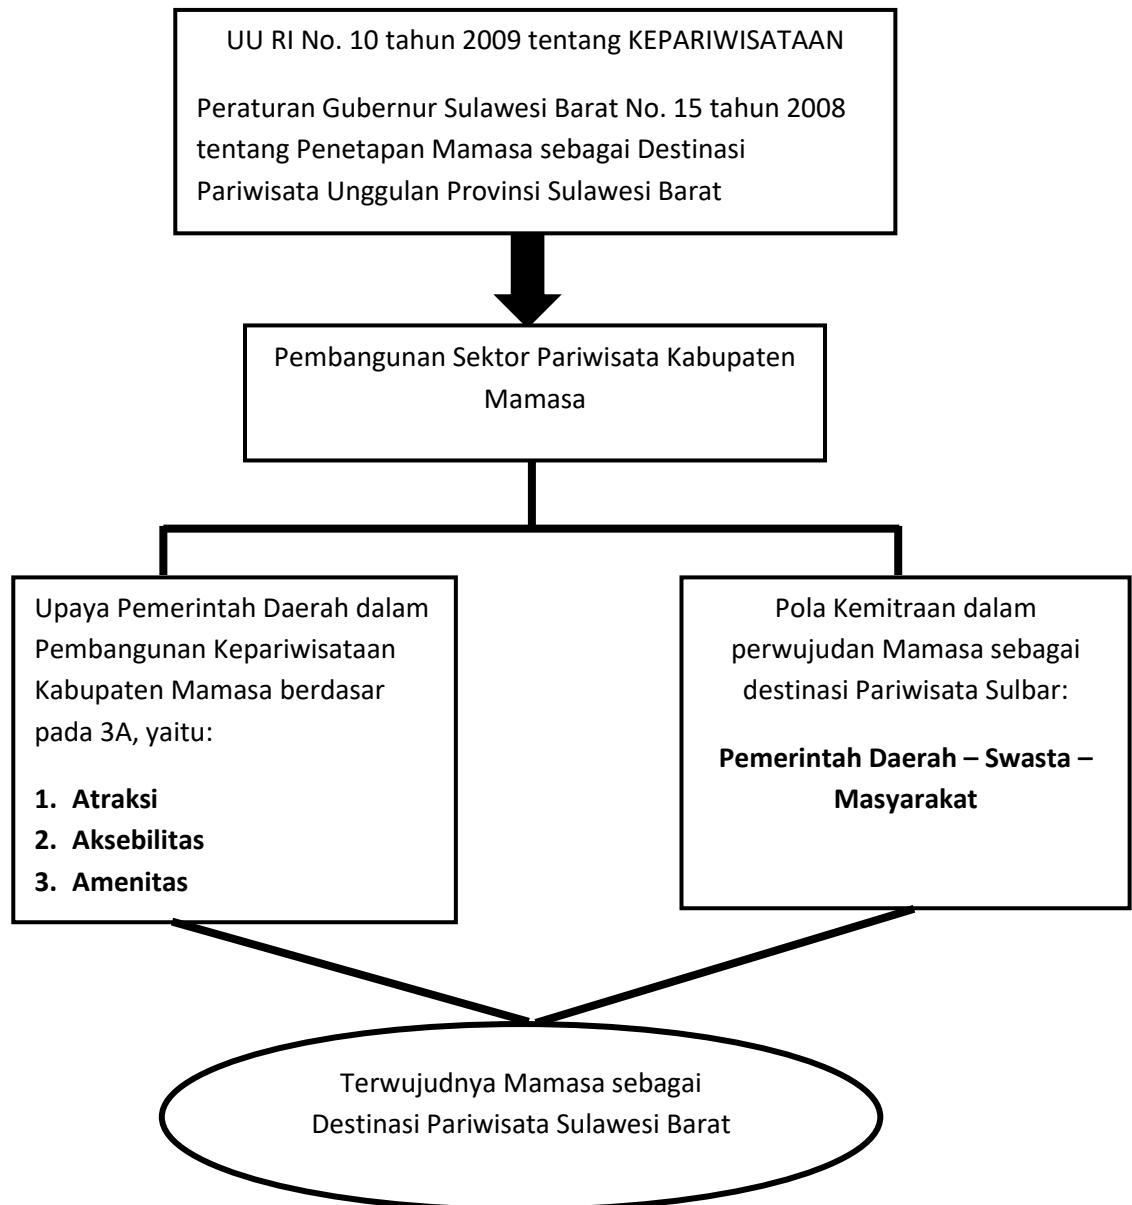 UU RI No. 10 tahun 2009 tentang KEPARIWISATAAN
Peraturan Gubernur Sulawesi Barat No. 15 tahun 2008
tentang Penetapan Mamasa sebagai Destinasi
Pariwisata Unggulan Provinsi Sulawesi Barat
Pembangunan Sektor Pariwisata Kabupaten
Mamasa
Upaya Pemerintah Daerah dalam
Pembangunan Kepariwisataan
Kabupaten Mamasa berdasar
pada 3A, yaitu:
1. Atraksi
2. Aksebilitas
3. Amenitas
Pola Kemitraan dalam
perwujudan Mamasa sebagai
destinasi Pariwisata Sulbar:
Pemerintah Daerah – Swasta –
Masyarakat
Terwujudnya Mamasa sebagai
Destinasi Pariwisata Sulawesi Barat